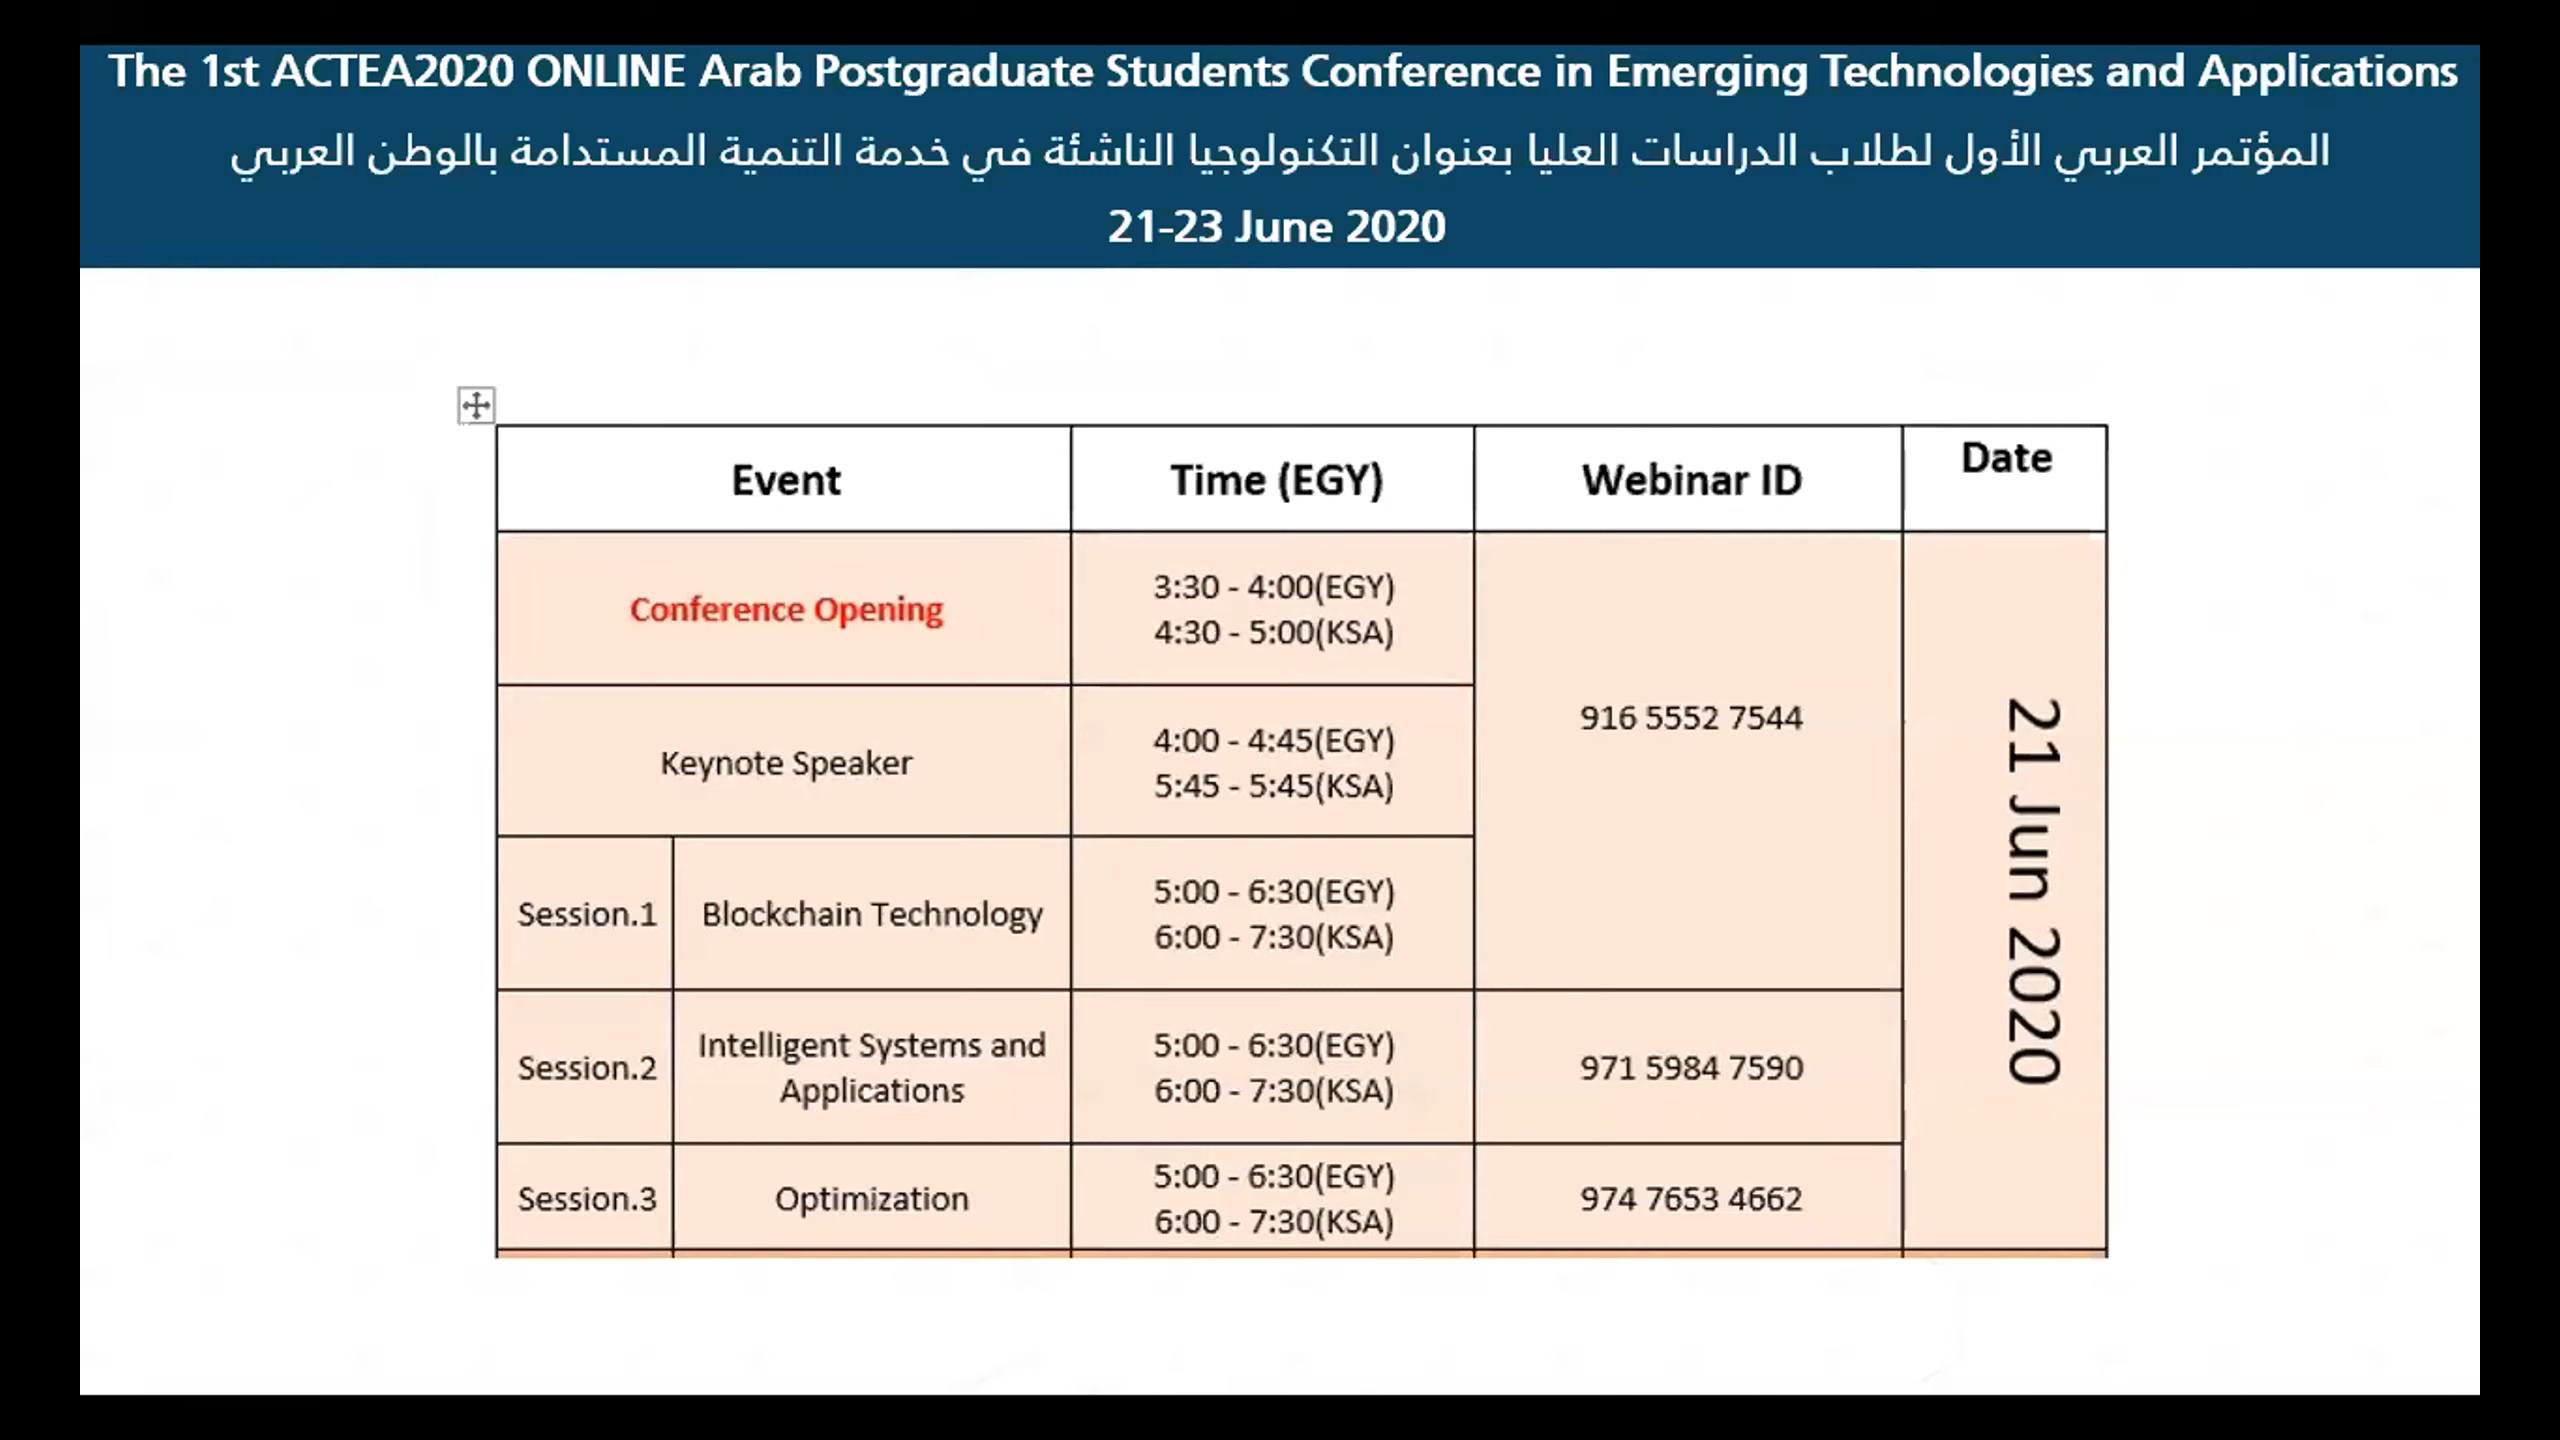 The 1st ACTEA2020 ONLINE Arab Postgraduate Students Conference in Emerging Technologies and Applications
المؤتمر العربي الأول لطلاب الدراسات العليا بعنوان التكنولوجيا الناشئة في خدمة التنمية المستدامة بالوطن العربي
21-23 June 2020
Event
Time (EGY)
Webinar ID
Date
Conference Opening
3:30 - 4:00(EGY)
4:30 - 5:00(KSA)
916 5552 7544
21 Jun 2020
Keynote Speaker
4:00 - 4:45(EGY)
5:45 - 5:45(KSA)
Session.1
Blockchain Technology
5:00 - 6:30(EGY)
6:00 - 7:30(KSA)
Session.2
Intelligent Systems and
Applications
5:00 - 6:30(EGY)
6:00 - 7:30(KSA)
971 5984 7590
Session.3
Optimization
5:00 - 6:30(EGY)
6:00 - 7:30(KSA)
974 7653 4662